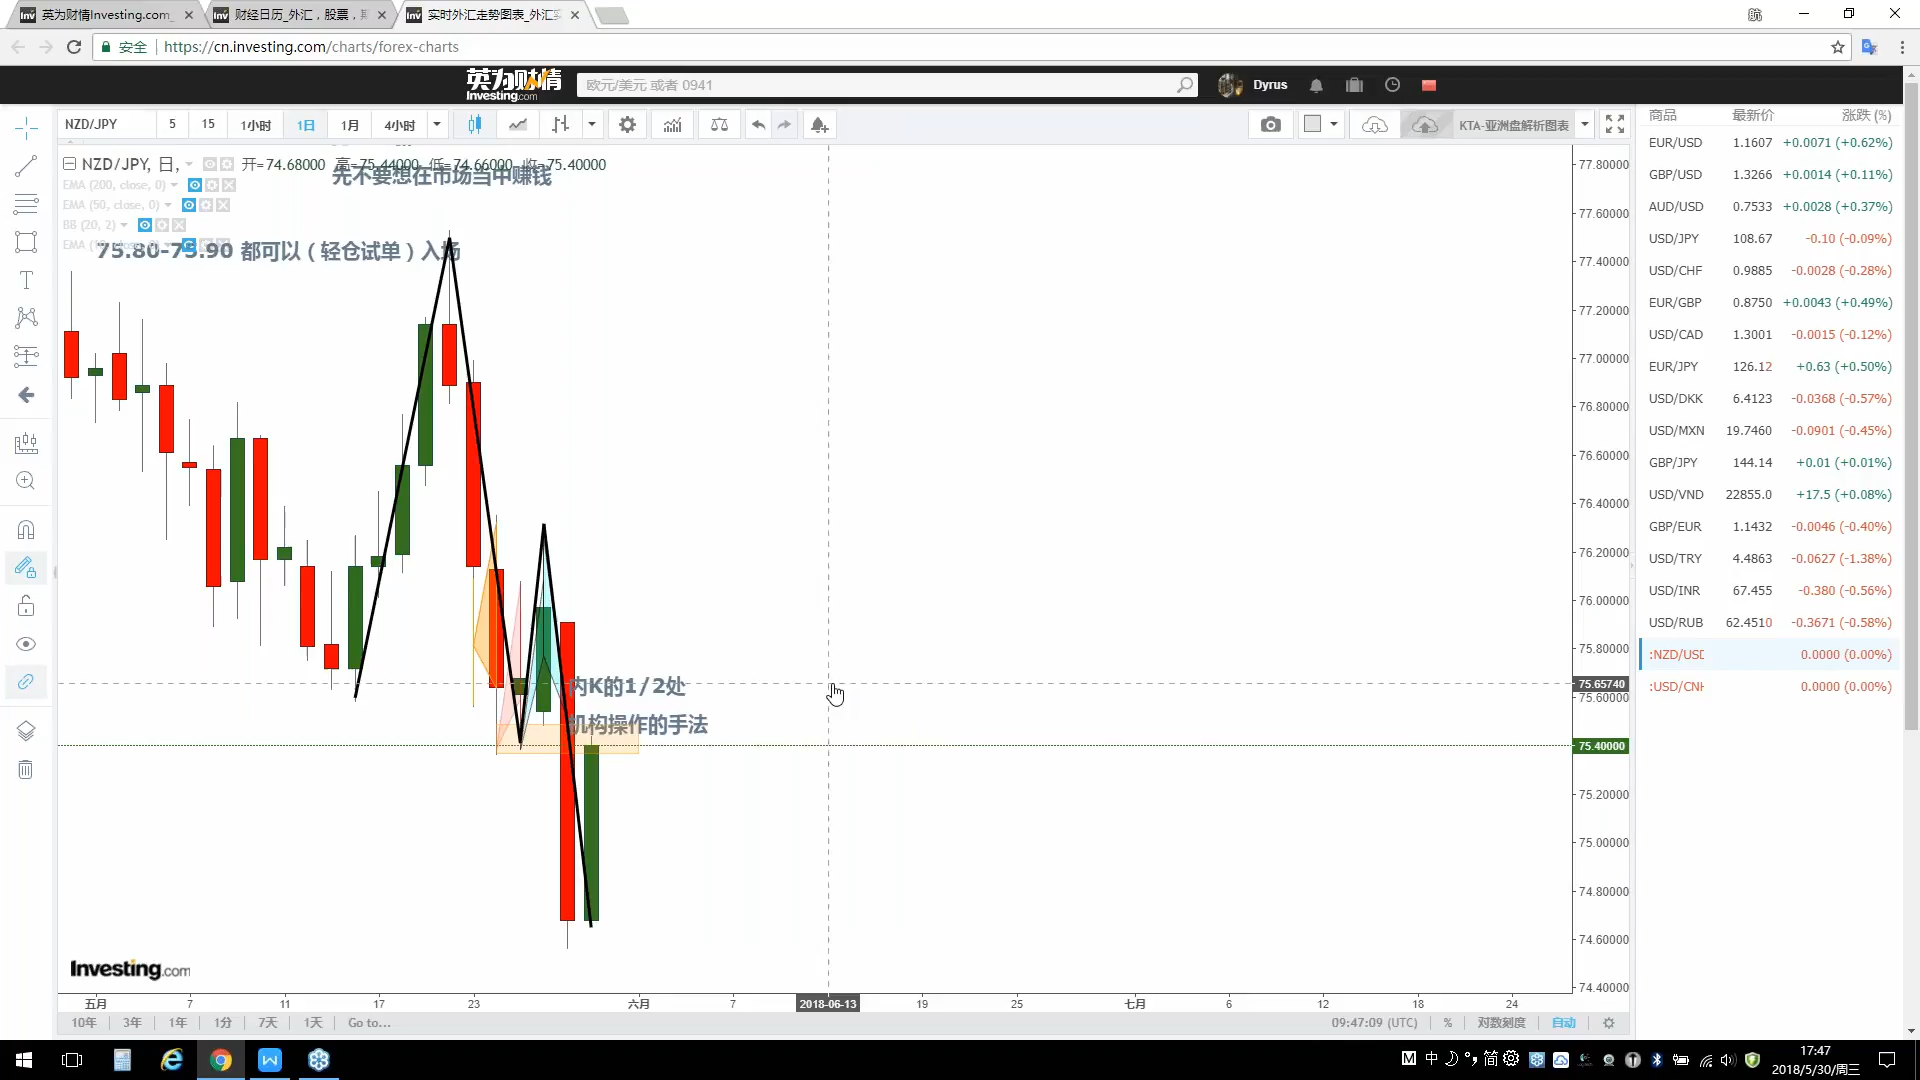 英为财情Investing.com
财经日历_外汇，股票，期
实时外汇走势图表_外汇实
航
安全
https://cn.investing.com/charts/forex-charts
英为财情
Investing.com
欧元/美元 或者 0941
Dyrus
NZD/JPY
5
15
1小时
1日
1月
4小时
KTA-亚洲盘解析图表
NZD/JPY, 日,
开=74.68000 高=75.44000 低=74.66000 收=75.40000
先不要想在市场当中赚钱
EMA (200, close, 0)
EMA (50, close, 0)
BB (20, 2)
75.80-75.90 都可以（轻仓试单）入场
内K的1/2处
机构操作的手法
Investing.com
77.80000
77.60000
77.40000
77.20000
77.00000
76.80000
76.60000
76.40000
76.20000
76.00000
75.80000
75.65740
75.60000
75.40000
75.20000
75.00000
74.80000
74.60000
74.40000
五月
7
11
17
23
六月
7
2018-06-13
19
25
七月
6
12
18
24
10年
3年
1年
1分
7天
1天
Go to...
09:47:09 (UTC)
%
对数刻度
自动
商品 最新价 涨跌 (%)
EUR/USD 1.1607 +0.0071 (+0.62%)
GBP/USD 1.3266 +0.0014 (+0.11%)
AUD/USD 0.7533 +0.0028 (+0.37%)
USD/JPY 108.67 -0.10 (-0.09%)
USD/CHF 0.9885 -0.0028 (-0.28%)
EUR/GBP 0.8750 +0.0043 (+0.49%)
USD/CAD 1.3001 -0.0015 (-0.12%)
EUR/JPY 126.12 +0.63 (+0.50%)
USD/DKK 6.4123 -0.0368 (-0.57%)
USD/MXN 19.7460 -0.0901 (-0.45%)
GBP/JPY 144.14 +0.01 (+0.01%)
USD/VND 22855.0 +17.5 (+0.08%)
GBP/EUR 1.1432 -0.0046 (-0.40%)
USD/TRY 4.4863 -0.0627 (-1.38%)
USD/INR 67.455 -0.380 (-0.56%)
USD/RUB 62.4510 -0.3671 (-0.58%)
:NZD/USD 0.0000 (0.00%)
:USD/CNH 0.0000 (0.00%)
M 中 简
17:47
2018/5/30/周三